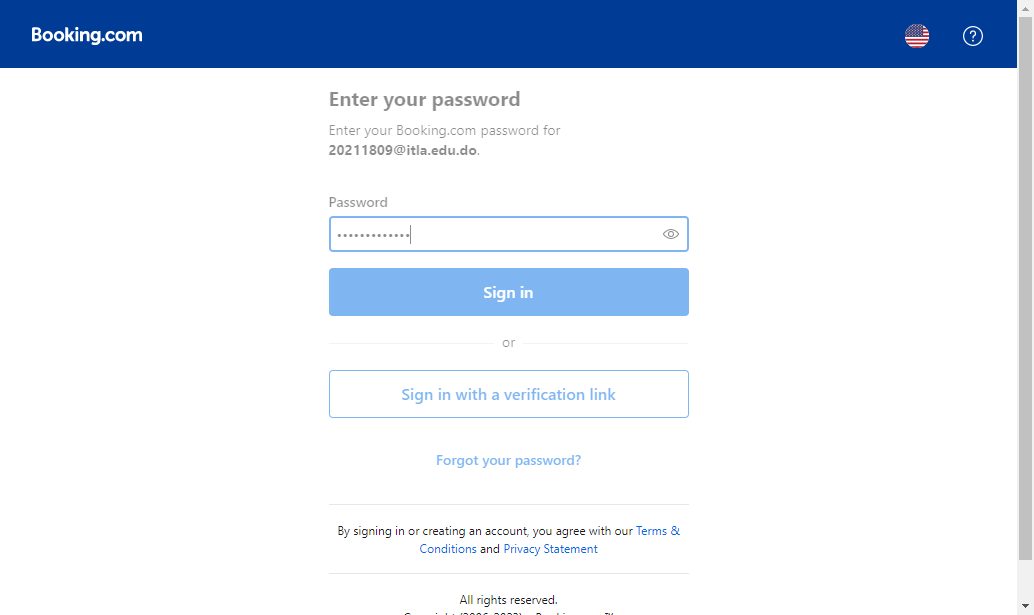 Booking.com
Enter your password
Enter your Booking.com password for
20211809@itla.edu.do.
Password
•••••••••••••
Sign in
or
Sign in with a verification link
Forgot your password?
By signing in or creating an account, you agree with our Terms &
Conditions and Privacy Statement
All rights reserved.